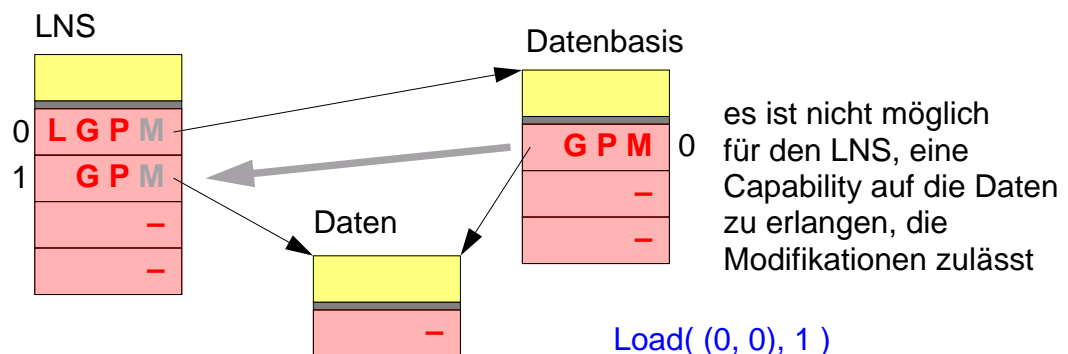 LNS
Datenbasis
0 L G P M
1 G P M
–
–
G P M 0
–
–
es ist nicht möglich
für den LNS, eine
Capability auf die Daten
zu erlangen, die
Modifikationen zulässt
Daten
–
Load( (0, 0), 1 )